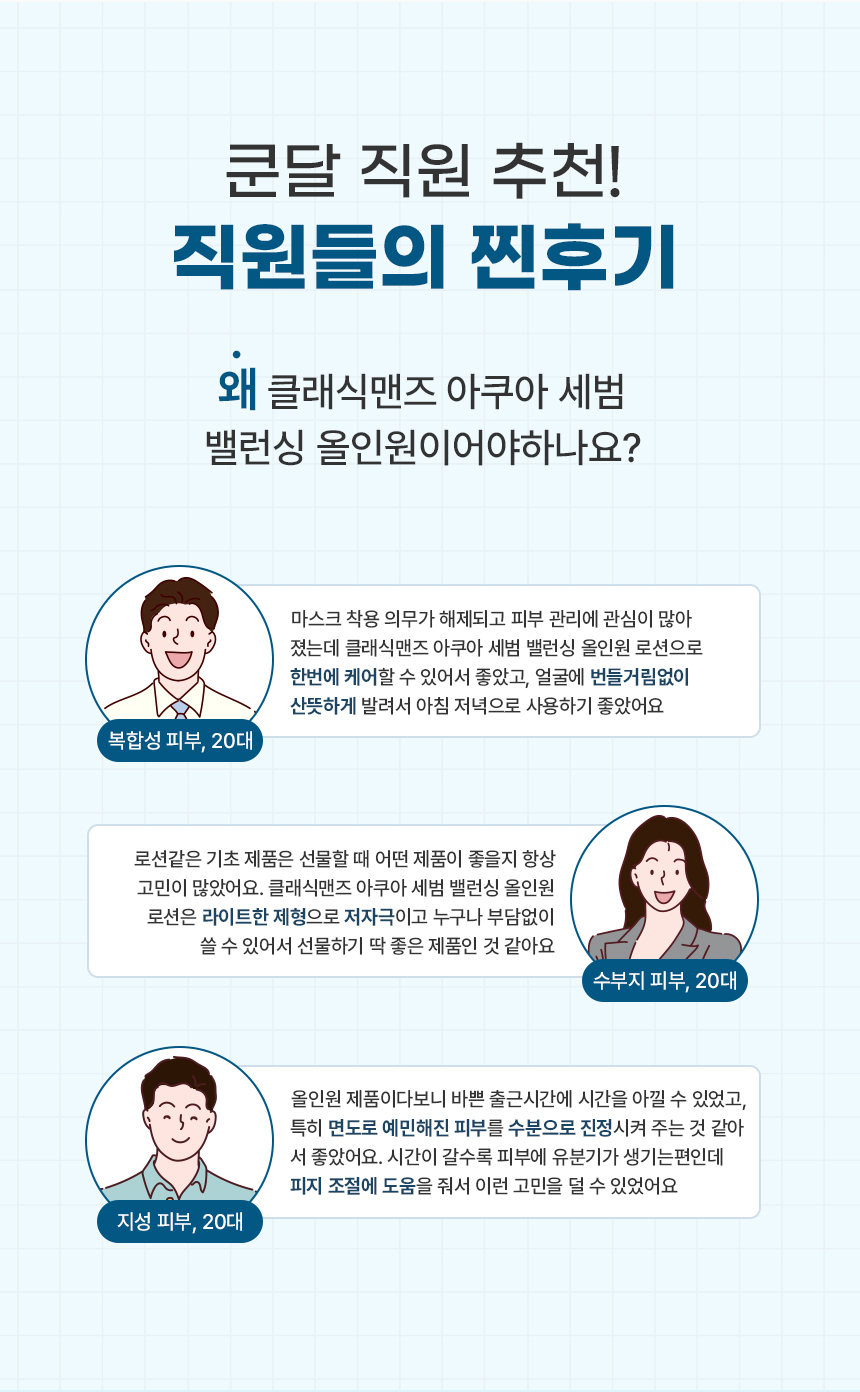 쿤달 직원 추천!
직원들의 찐후기
왜 클래식맨즈 아쿠아 세범
밸런싱 올인원이어야하나요?
마스크 착용 의무가 해제되고 피부 관리에 관심이 많아
졌는데 클래식맨즈 아쿠아 세범 밸런싱 올인원 로션으로
한번에 케어할 수 있어서 좋았고, 얼굴에 번들거림없이
산뜻하게 발려서 아침 저녁으로 사용하기 좋았어요
복합성 피부, 20대
로션같은 기초 제품은 선물할 때 어떤 제품이 좋을지 항상
고민이 많았어요. 클래식맨즈 아쿠아 세범 밸런싱 올인원
로션은 라이트한 제형으로 저자극이고 누구나 부담없이
쓸 수 있어서 선물하기 딱 좋은 제품인 것 같아요
수부지 피부, 20대
올인원 제품이다보니 바쁜 출근시간에 시간을 아낄 수 있었고,
특히 면도로 예민해진 피부를 수분으로 진정시켜 주는 것 같아
서 좋았어요. 시간이 갈수록 피부에 유분기가 생기는편인데
피지 조절에 도움을 줘서 이런 고민을 덜 수 있었어요
지성 피부, 20대